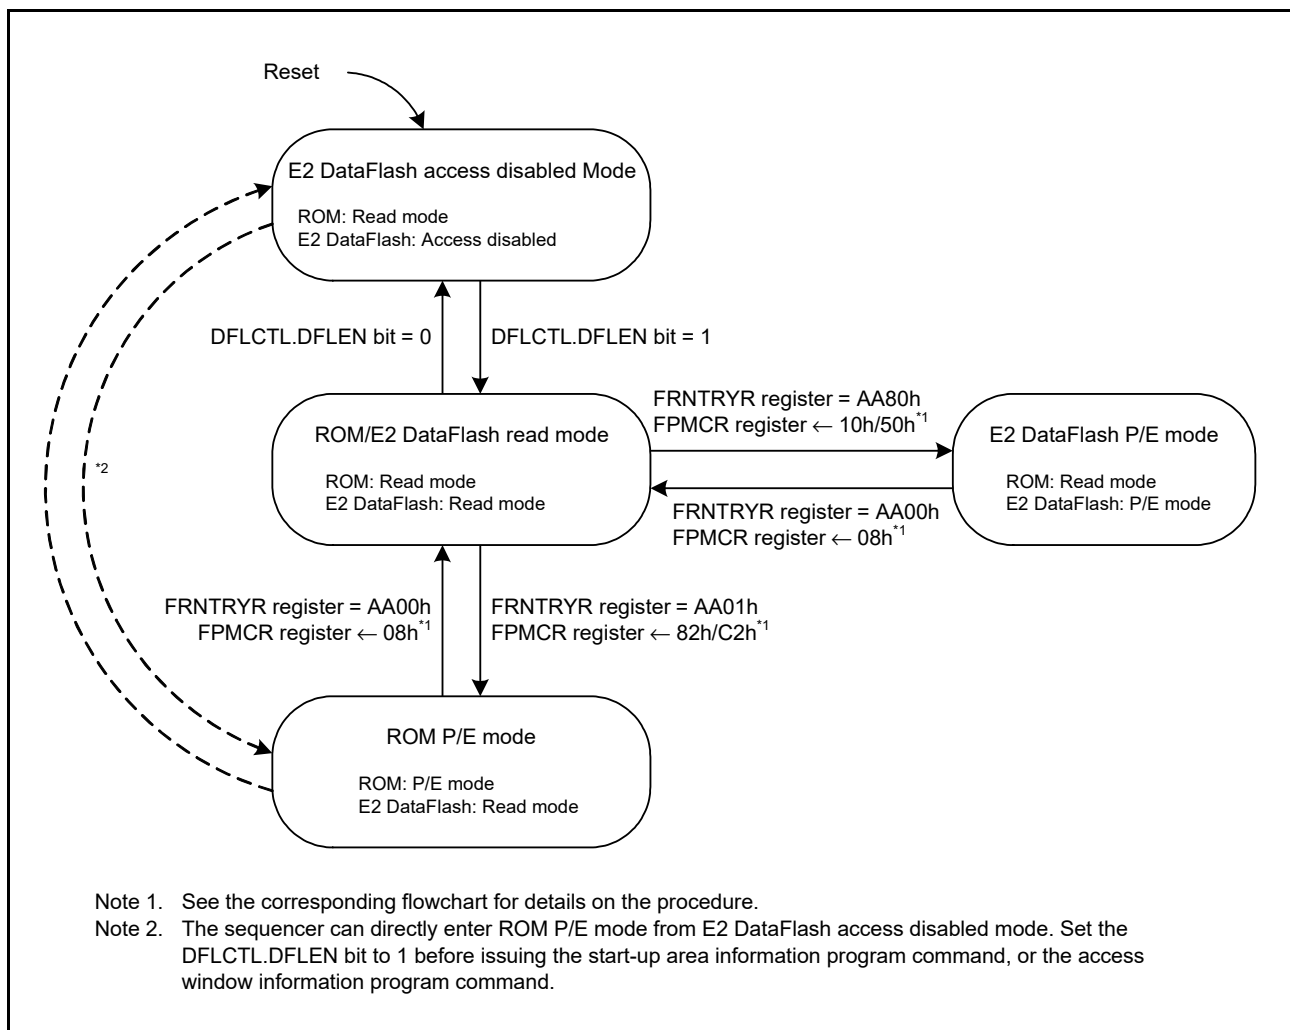 Reset
E2 DataFlash access disabled Mode
ROM: Read mode
E2 DataFlash: Access disabled
DFLCTL.DFLEN bit = 0
DFLCTL.DFLEN bit = 1
FRNTRYR register = AA80h
FPMCR register ← 10h/50h*1
ROM/E2 DataFlash read mode
ROM: Read mode
E2 DataFlash: Read mode
E2 DataFlash P/E mode
ROM: Read mode
E2 DataFlash: P/E mode
*2
FRNTRYR register = AA00h
FPMCR register ← 08h*1
FRNTRYR register = AA00h
FPMCR register ← 08h*1
FRNTRYR register = AA01h
FPMCR register ← 82h/C2h*1
ROM P/E mode
ROM: P/E mode
E2 DataFlash: Read mode
Note 1. See the corresponding flowchart for details on the procedure.
Note 2. The sequencer can directly enter ROM P/E mode from E2 DataFlash access disabled mode. Set the
DFLCTL.DFLEN bit to 1 before issuing the start-up area information program command, or the access
window information program command.